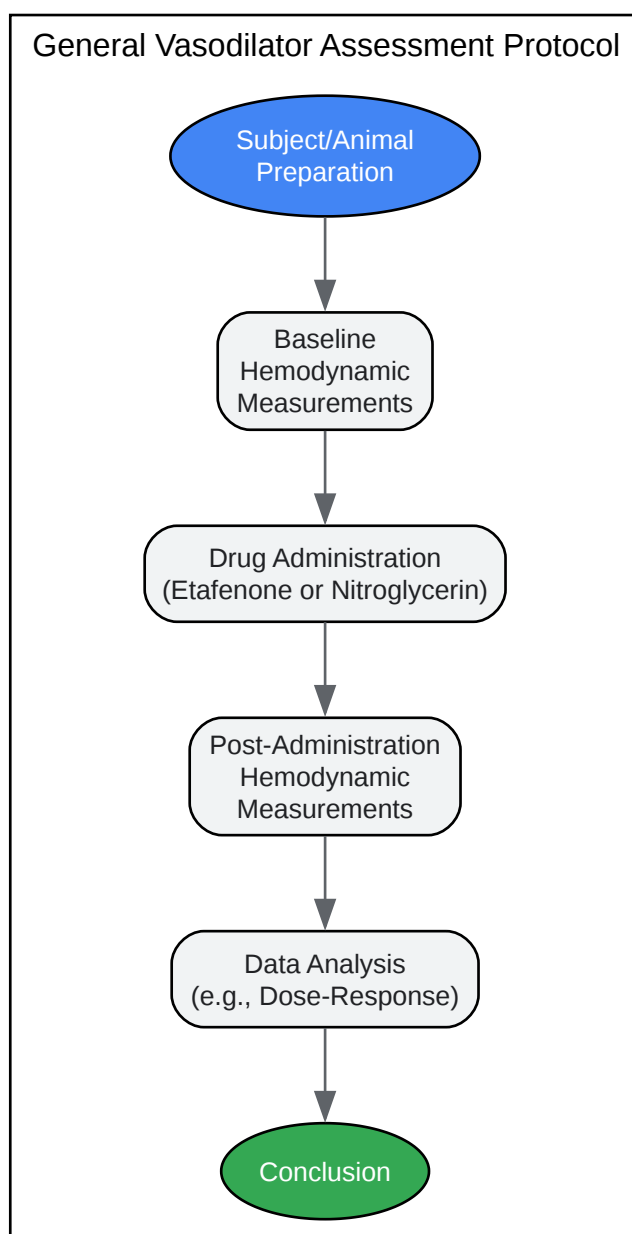 General Vasodilator Assessment Protocol
Subject/Animal
Preparation
Baseline
Hemodynamic
Measurements
Drug Administration
(Etafenone or Nitroglycerin)
Post-Administration
Hemodynamic
Measurements
Data Analysis
(e.g., Dose-Response)
Conclusion